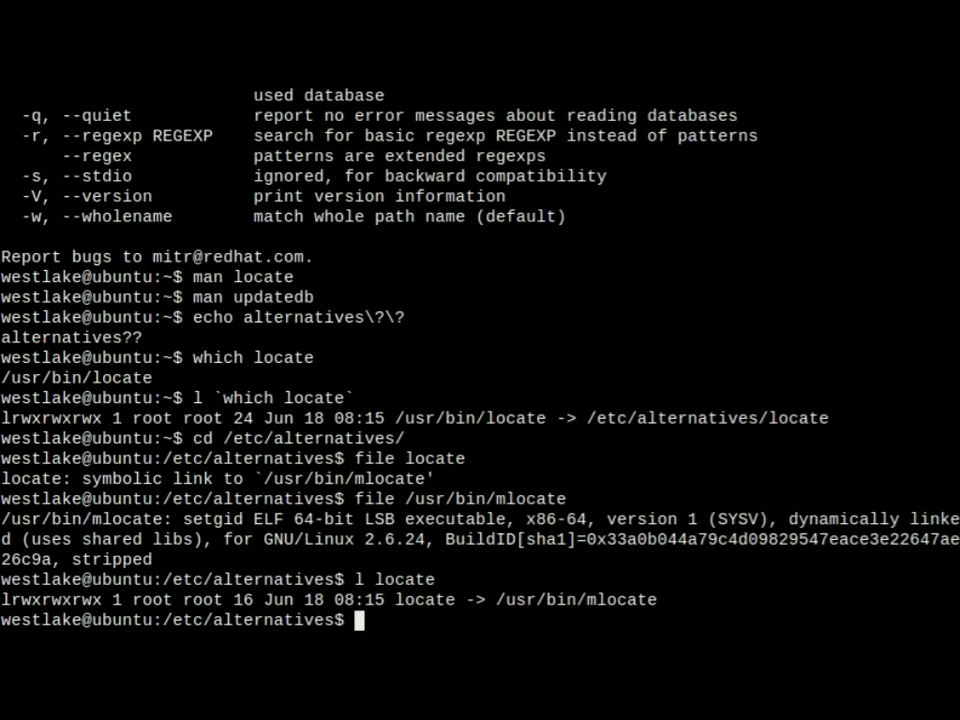 used database
-q, --quiet report no error messages about reading databases
-r, --regexp REGEXP search for basic regexp REGEXP instead of patterns
--regex patterns are extended regexps
-s, --stdio ignored, for backward compatibility
-V, --version print version information
-w, --wholename match whole path name (default)
Report bugs to mitr@redhat.com.
westlake@ubuntu:~$ man locate
westlake@ubuntu:~$ man updatedb
westlake@ubuntu:~$ echo alternatives\?\?
alternatives??
westlake@ubuntu:~$ which locate
/usr/bin/locate
westlake@ubuntu:~$ l `which locate`
lrwxrwxrwx 1 root root 24 Jun 18 08:15 /usr/bin/locate -> /etc/alternatives/locate
westlake@ubuntu:~$ cd /etc/alternatives/
westlake@ubuntu:/etc/alternatives$ file locate
locate: symbolic link to `/usr/bin/mlocate'
westlake@ubuntu:/etc/alternatives$ file /usr/bin/mlocate
/usr/bin/mlocate: setgid ELF 64-bit LSB executable, x86-64, version 1 (SYSV), dynamically linke
d (uses shared libs), for GNU/Linux 2.6.24, BuildID[sha1]=0x33a0b044a79c4d09829547eace3e22647ae
26c9a, stripped
westlake@ubuntu:/etc/alternatives$ l locate
lrwxrwxrwx 1 root root 16 Jun 18 08:15 locate -> /usr/bin/mlocate
westlake@ubuntu:/etc/alternatives$